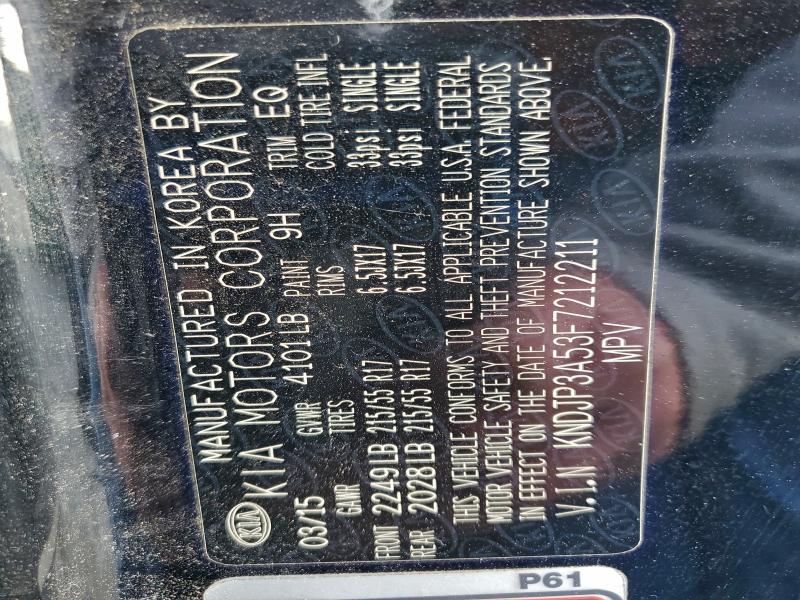 KIA MANUFACTURED IN KOREA BY
KIA MOTORS CORPORATION
03/15 GVWR 4101LB PAINT 9H TRIM EQ
GAWR TIRES RIMS COLD TIRE INFL
FRONT 2249LB 215/55 R17 6.5JX17 33psi SINGLE
REAR 2028LB 215/55 R17 6.5JX17 33psi SINGLE
THIS VEHICLE CONFORMS TO ALL APPLICABLE U.S.A. FEDERAL
MOTOR VEHICLE SAFETY AND THEFT PREVENTION STANDARDS
IN EFFECT ON THE DATE OF MANUFACTURE SHOWN ABOVE.
V.I.N KNDJP3A53F7212211
MPV
P61